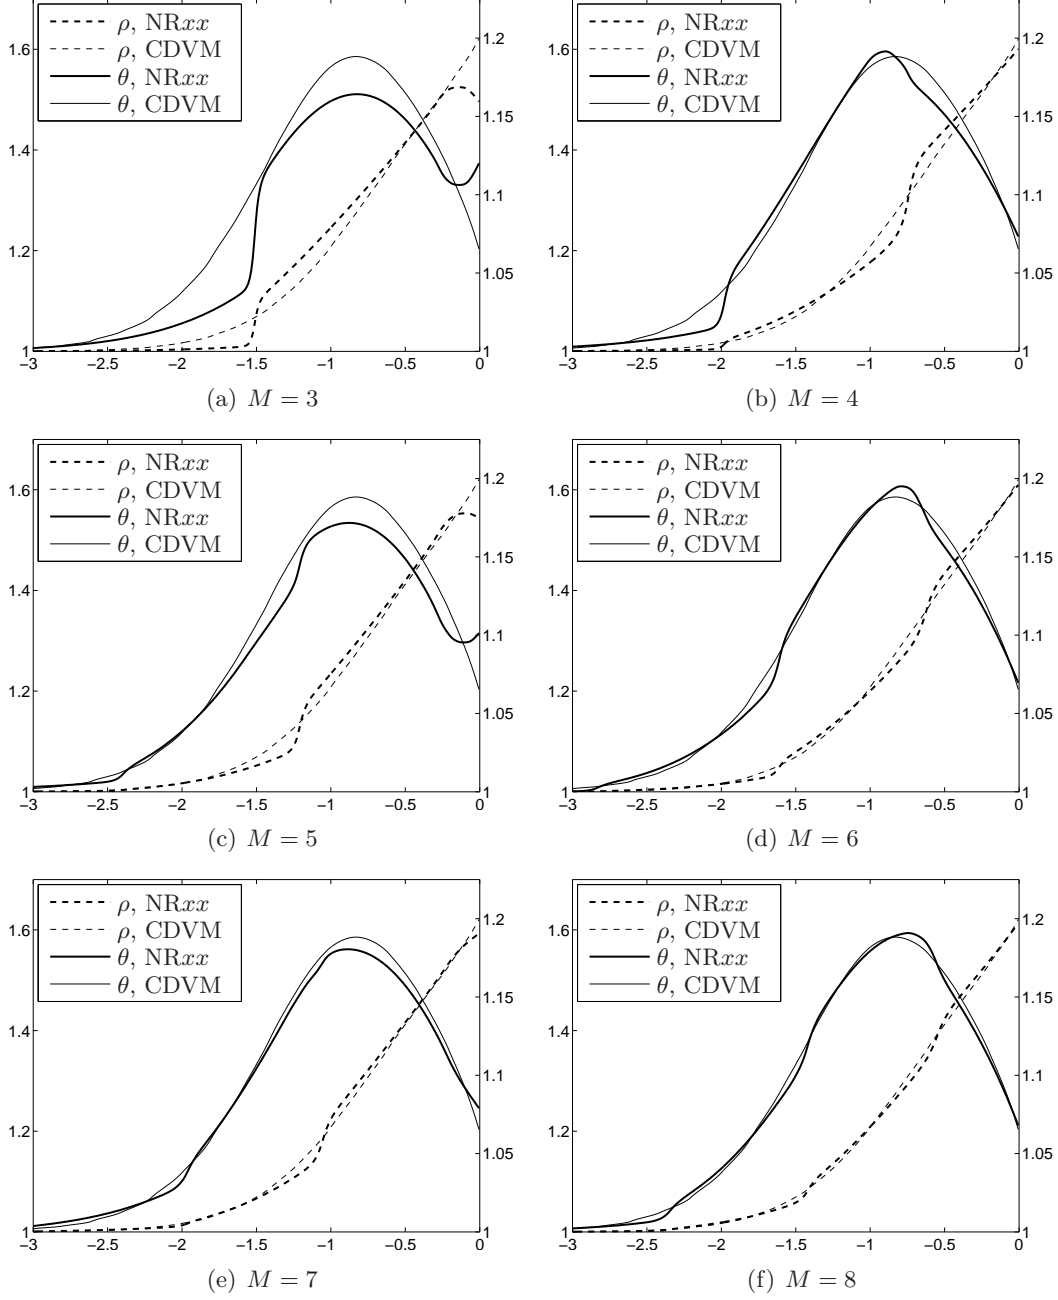 ρ, NRxx
ρ, CDVM
θ, NRxx
θ, CDVM
1.6
1.4
1.2
1
1.2
1.15
1.1
1.05
1
−3 −2.5 −2 −1.5 −1 −0.5 0
(a) M = 3
ρ, NRxx
ρ, CDVM
θ, NRxx
θ, CDVM
1.6
1.4
1.2
1
1.2
1.15
1.1
1.05
1
−3 −2.5 −2 −1.5 −1 −0.5 0
(b) M = 4
ρ, NRxx
ρ, CDVM
θ, NRxx
θ, CDVM
1.6
1.4
1.2
1
1.2
1.15
1.1
1.05
1
−3 −2.5 −2 −1.5 −1 −0.5 0
(c) M = 5
ρ, NRxx
ρ, CDVM
θ, NRxx
θ, CDVM
1.6
1.4
1.2
1
1.2
1.15
1.1
1.05
1
−3 −2.5 −2 −1.5 −1 −0.5 0
(d) M = 6
ρ, NRxx
ρ, CDVM
θ, NRxx
θ, CDVM
1.6
1.4
1.2
1
1.2
1.15
1.1
1.05
1
−3 −2.5 −2 −1.5 −1 −0.5 0
(e) M = 7
ρ, NRxx
ρ, CDVM
θ, NRxx
θ, CDVM
1.6
1.4
1.2
1
1.2
1.15
1.1
1.05
1
−3 −2.5 −2 −1.5 −1 −0.5 0
(f) M = 8